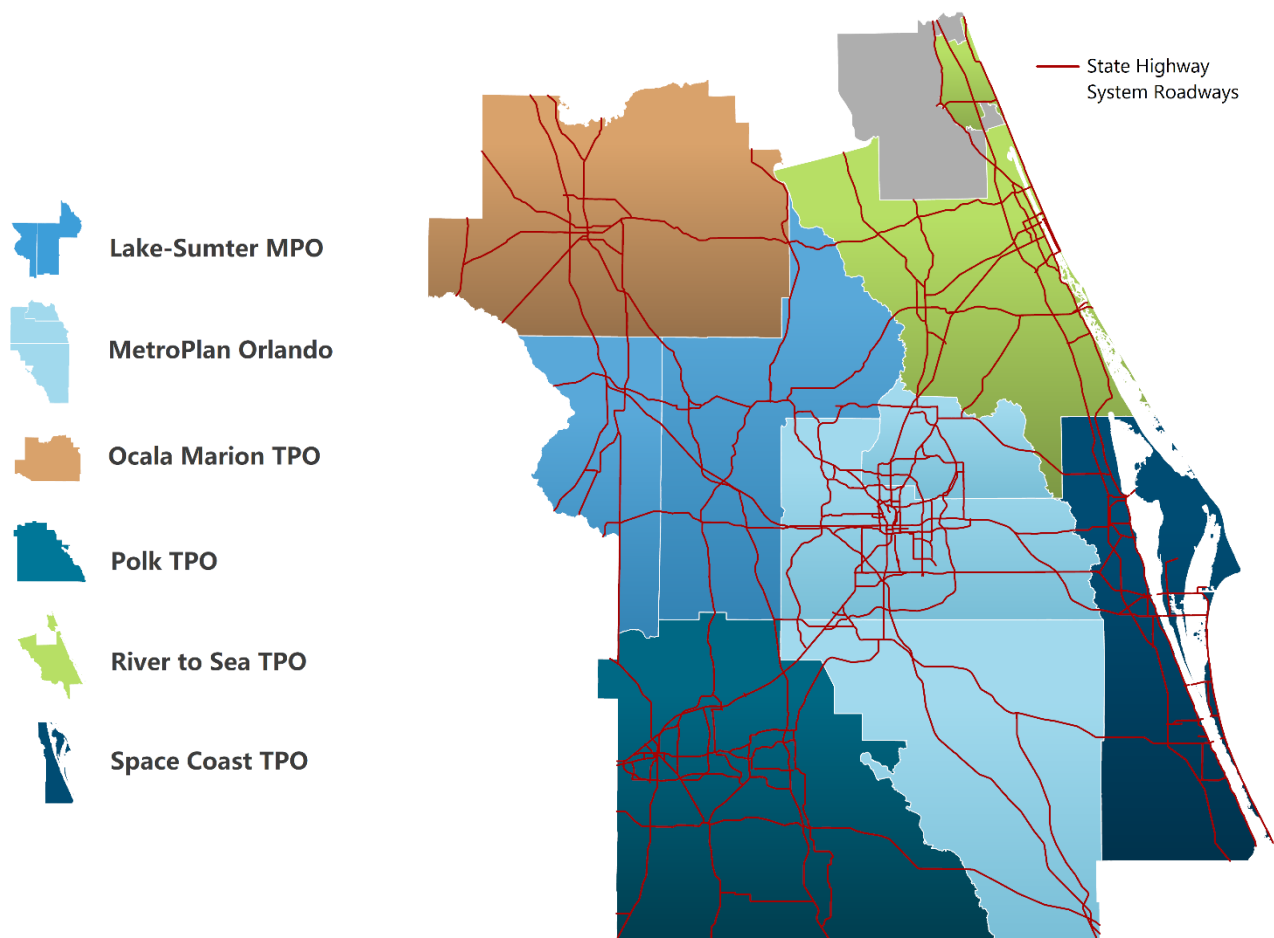 State Highway
System Roadways
Lake-Sumter MPO
MetroPlan Orlando
Ocala Marion TPO
Polk TPO
River to Sea TPO
Space Coast TPO